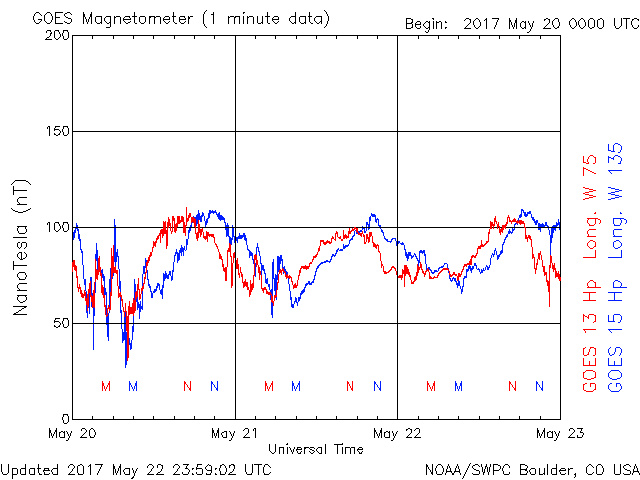 GOES Magnetometer (1 minute data)
Begin: 2017 May 20 0000 UTC
200
150
100
50
0
NanoTesla (nT)
M M N N M M N N M M N N
May 20 May 21 May 22 May 23
Universal Time
GOES 13 Hp Long. W 75
GOES 15 Hp Long. W 135
Updated 2017 May 22 23:59:02 UTC
NOAA/SWPC Boulder, CO USA